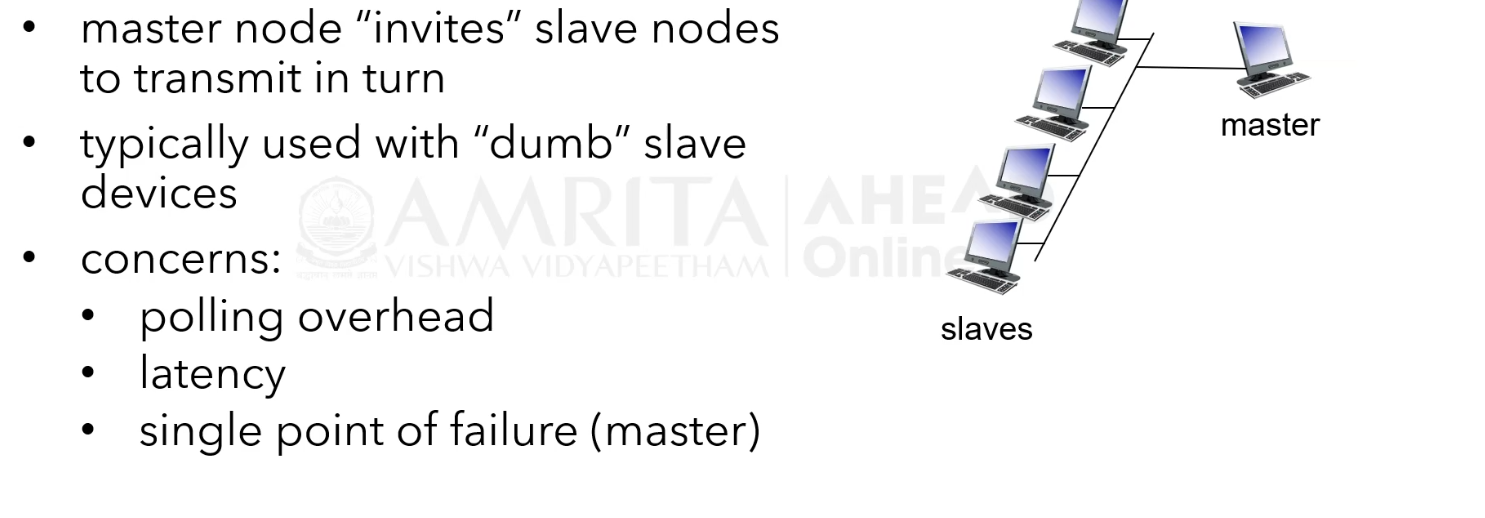 • master node “invites” slave nodes
to transmit in turn
• typically used with “dumb” slave
devices
• concerns:
• polling overhead
• latency
• single point of failure (master)
master
slaves
AMRITA
VISHWA VIDYAPEETHAM
AHEAD
Online